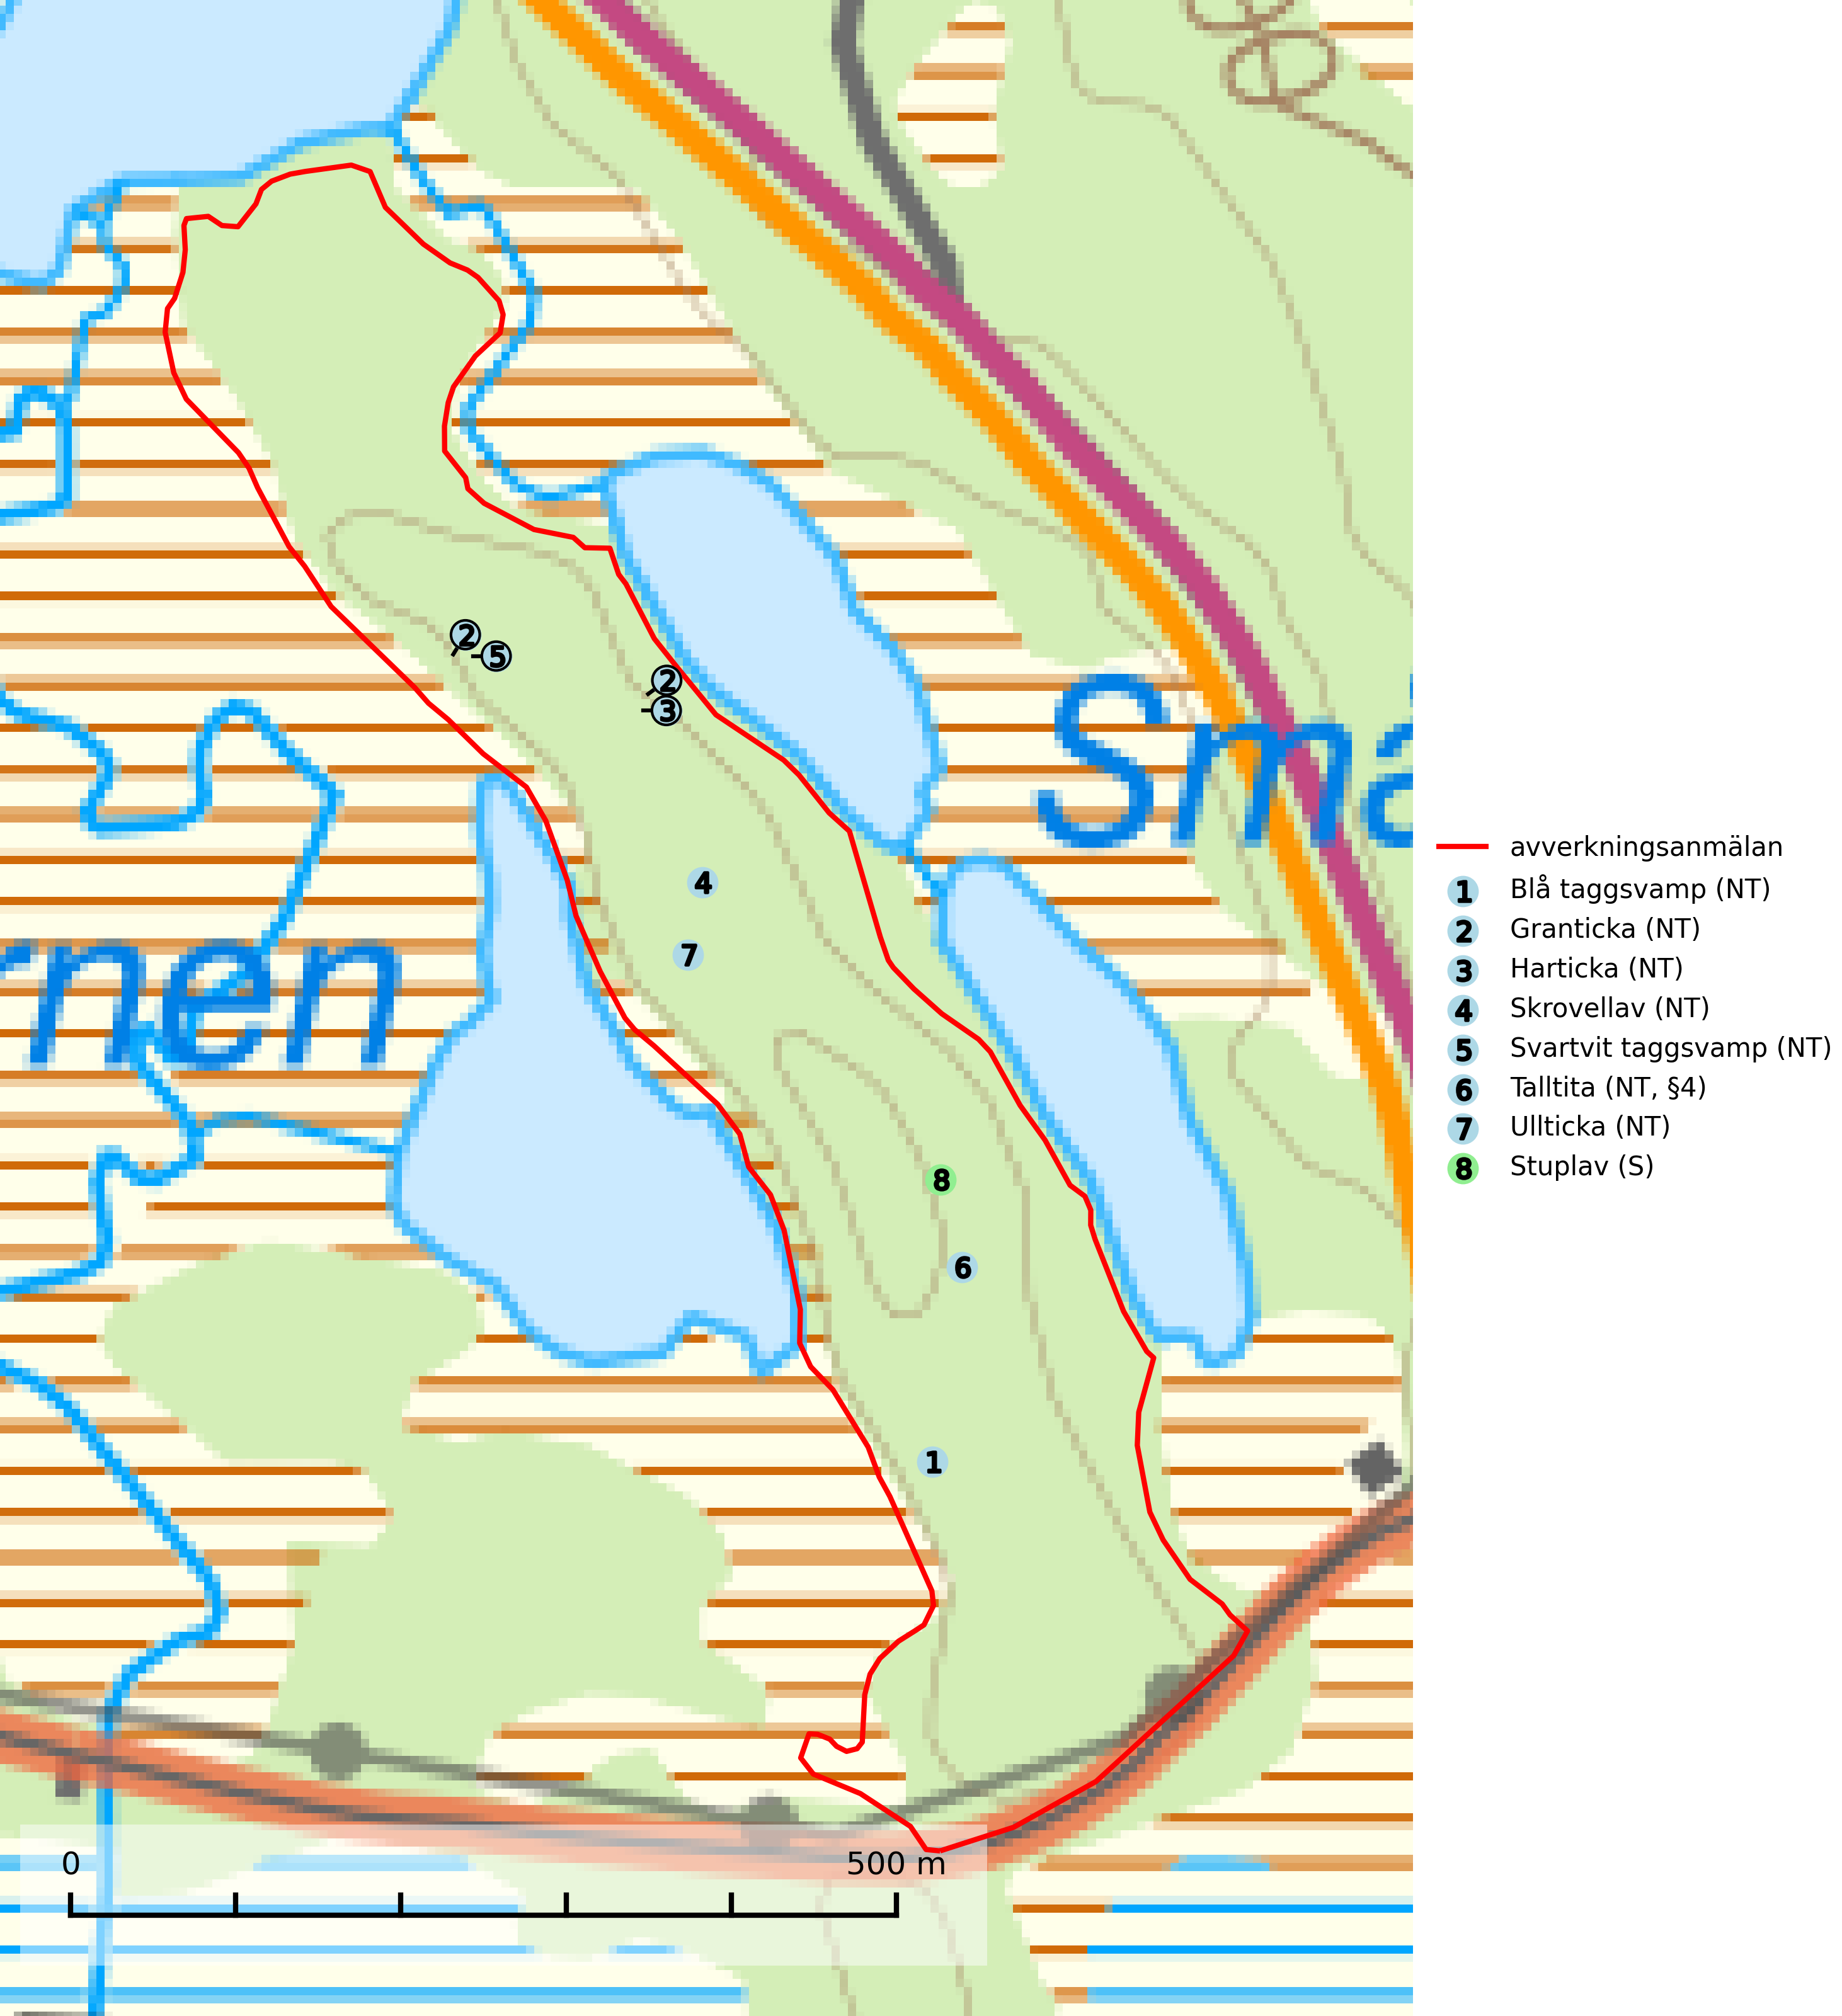 2
5
2
3
Små
4
7
nen
8
6
1
0 500 m
avverkningsanmälan
1 Blå taggsvamp (NT)
2 Granticka (NT)
3 Harticka (NT)
4 Skrovellav (NT)
5 Svartvit taggsvamp (NT)
6 Talltita (NT, §4)
7 Ullticka (NT)
8 Stuplav (S)